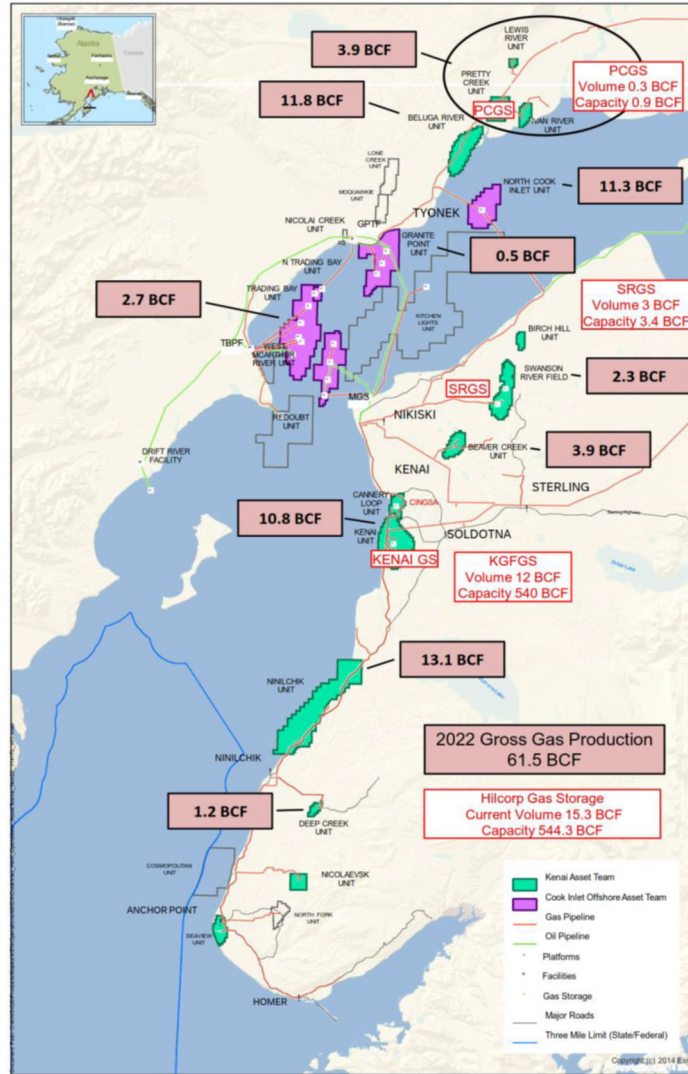 Alaska
Canada
Fairbanks
Anchorage
3.9 BCF
LEWIS RIVER
UNIT
PRETTY
CREEK UNIT
PCGS
Volume 0.3 BCF
Capacity 0.9 BCF
11.8 BCF
PCGS
BELUGA RIVER
UNIT
IVAN RIVER
UNIT
LONE
CREEK UNIT
MOQUAWKIE
UNIT
NORTH COOK
INLET UNIT
11.3 BCF
TYONEK
NICOLAI CREEK
UNIT
GPTF
GRANITE
POINT
UNIT
0.5 BCF
N TRADING BAY
UNIT
TRADING BAY
UNIT
2.7 BCF
SRGS
Volume 3 BCF
Capacity 3.4 BCF
KITCHEN
LIGHTS UNIT
BIRCH HILL
UNIT
TBPF
WEST
MCARTHUR
RIVER UNIT
SWANSON
RIVER FIELD
2.3 BCF
SRGS
MGS
REDOUBT
UNIT
NIKISKI
BEAVER CREEK
UNIT
3.9 BCF
DRIFT RIVER
FACILITY
KENAI
STERLING
CANNERY
LOOP UNIT
CINGSA
10.8 BCF
KENAI
UNIT
SOLDOTNA
Sterling Highway
KENAI GS
KGFGS
Volume 12 BCF
Capacity 540 BCF
13.1 BCF
NINILCHIK
UNIT
2022 Gross Gas Production
61.5 BCF
NINILCHIK
1.2 BCF
DEEP CREEK
UNIT
Hilcorp Gas Storage
Current Volume 15.3 BCF
Capacity 544.3 BCF
COSMOPOLITAN
UNIT
NICOLAEVSK
UNIT
ANCHOR POINT
NORTH FORK
UNIT
SEAVIEW
UNIT
HOMER
Kenai Asset Team
Cook Inlet Offshore Asset Team
Gas Pipeline
Oil Pipeline
Platforms
Facilities
Gas Storage
Major Roads
Three Mile Limit (State/Federal)
Copyright:(c) 2014 Esr